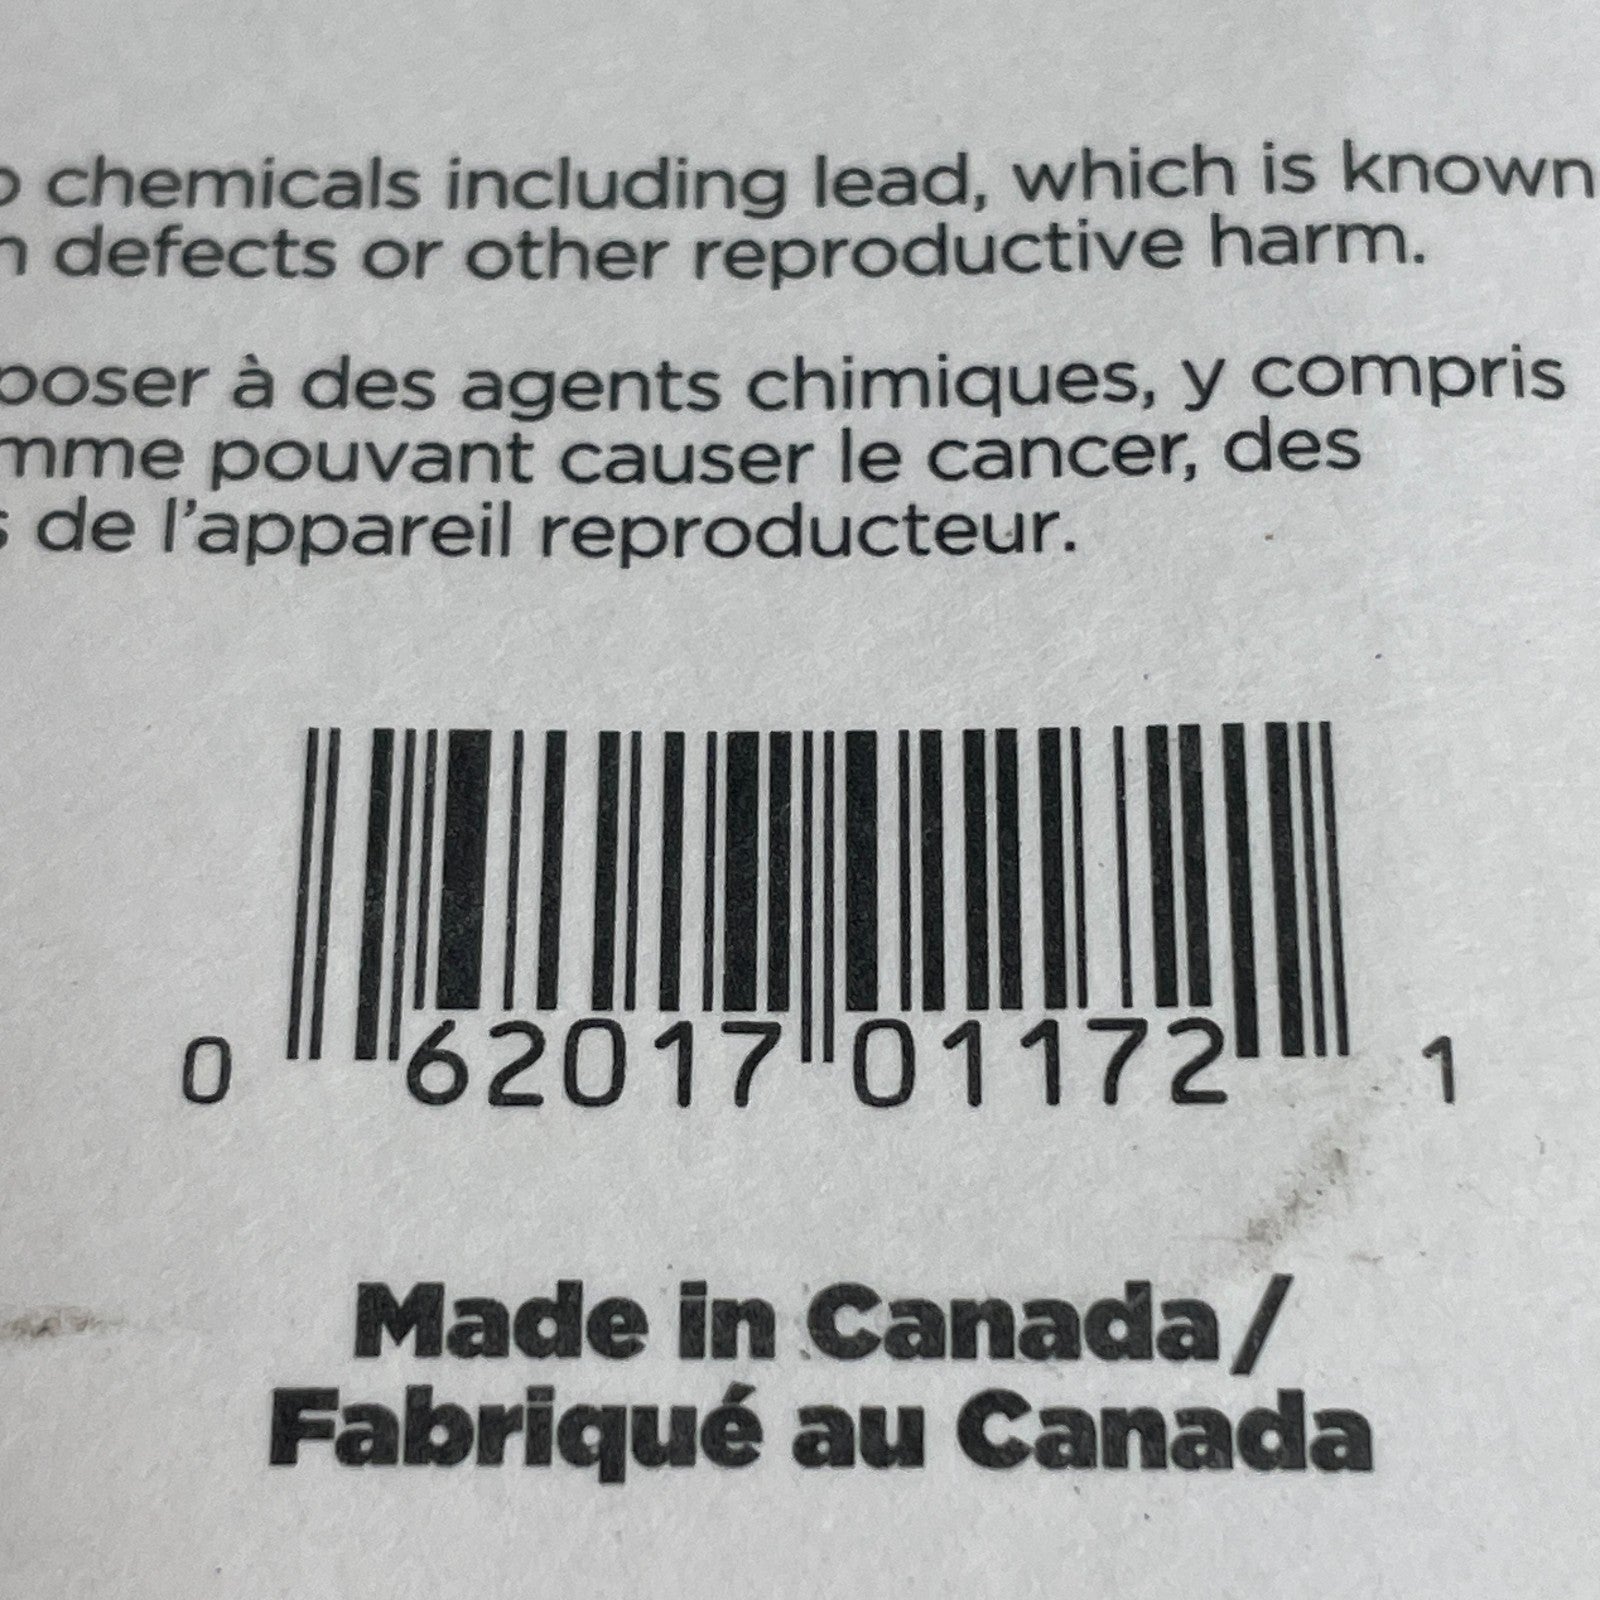 chemicals including lead, which is known
defects or other reproductive harm.
poser à des agents chimiques, y compris
mme pouvant causer le cancer, des
s de l'appareil reproducteur.
0 62017 01172 1
Made in Canada/
Fabriqué au Canada